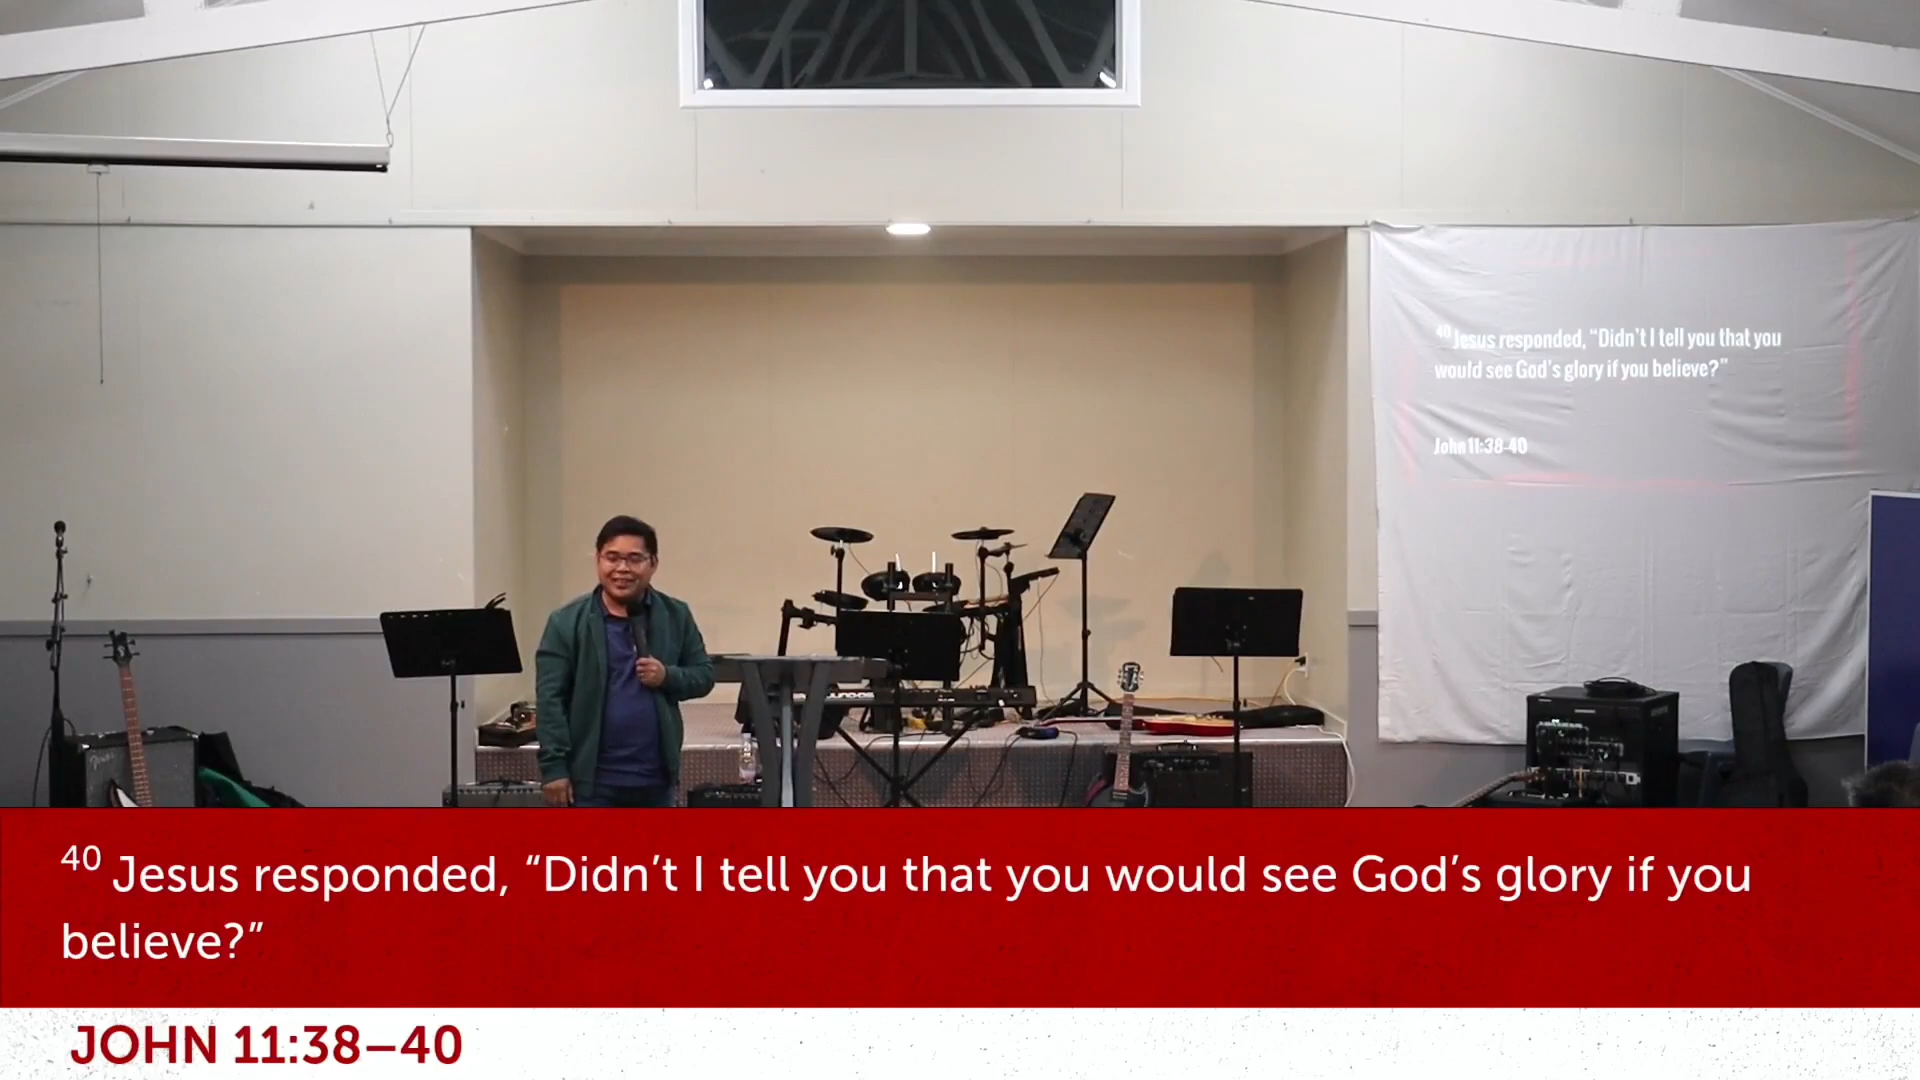 40 Jesus responded, “Didn’t I tell you that you
would see God’s glory if you believe?”
John 11:38-40
Fender
40 Jesus responded, “Didn’t I tell you that you would see God’s glory if you
believe?”
JOHN 11:38–40